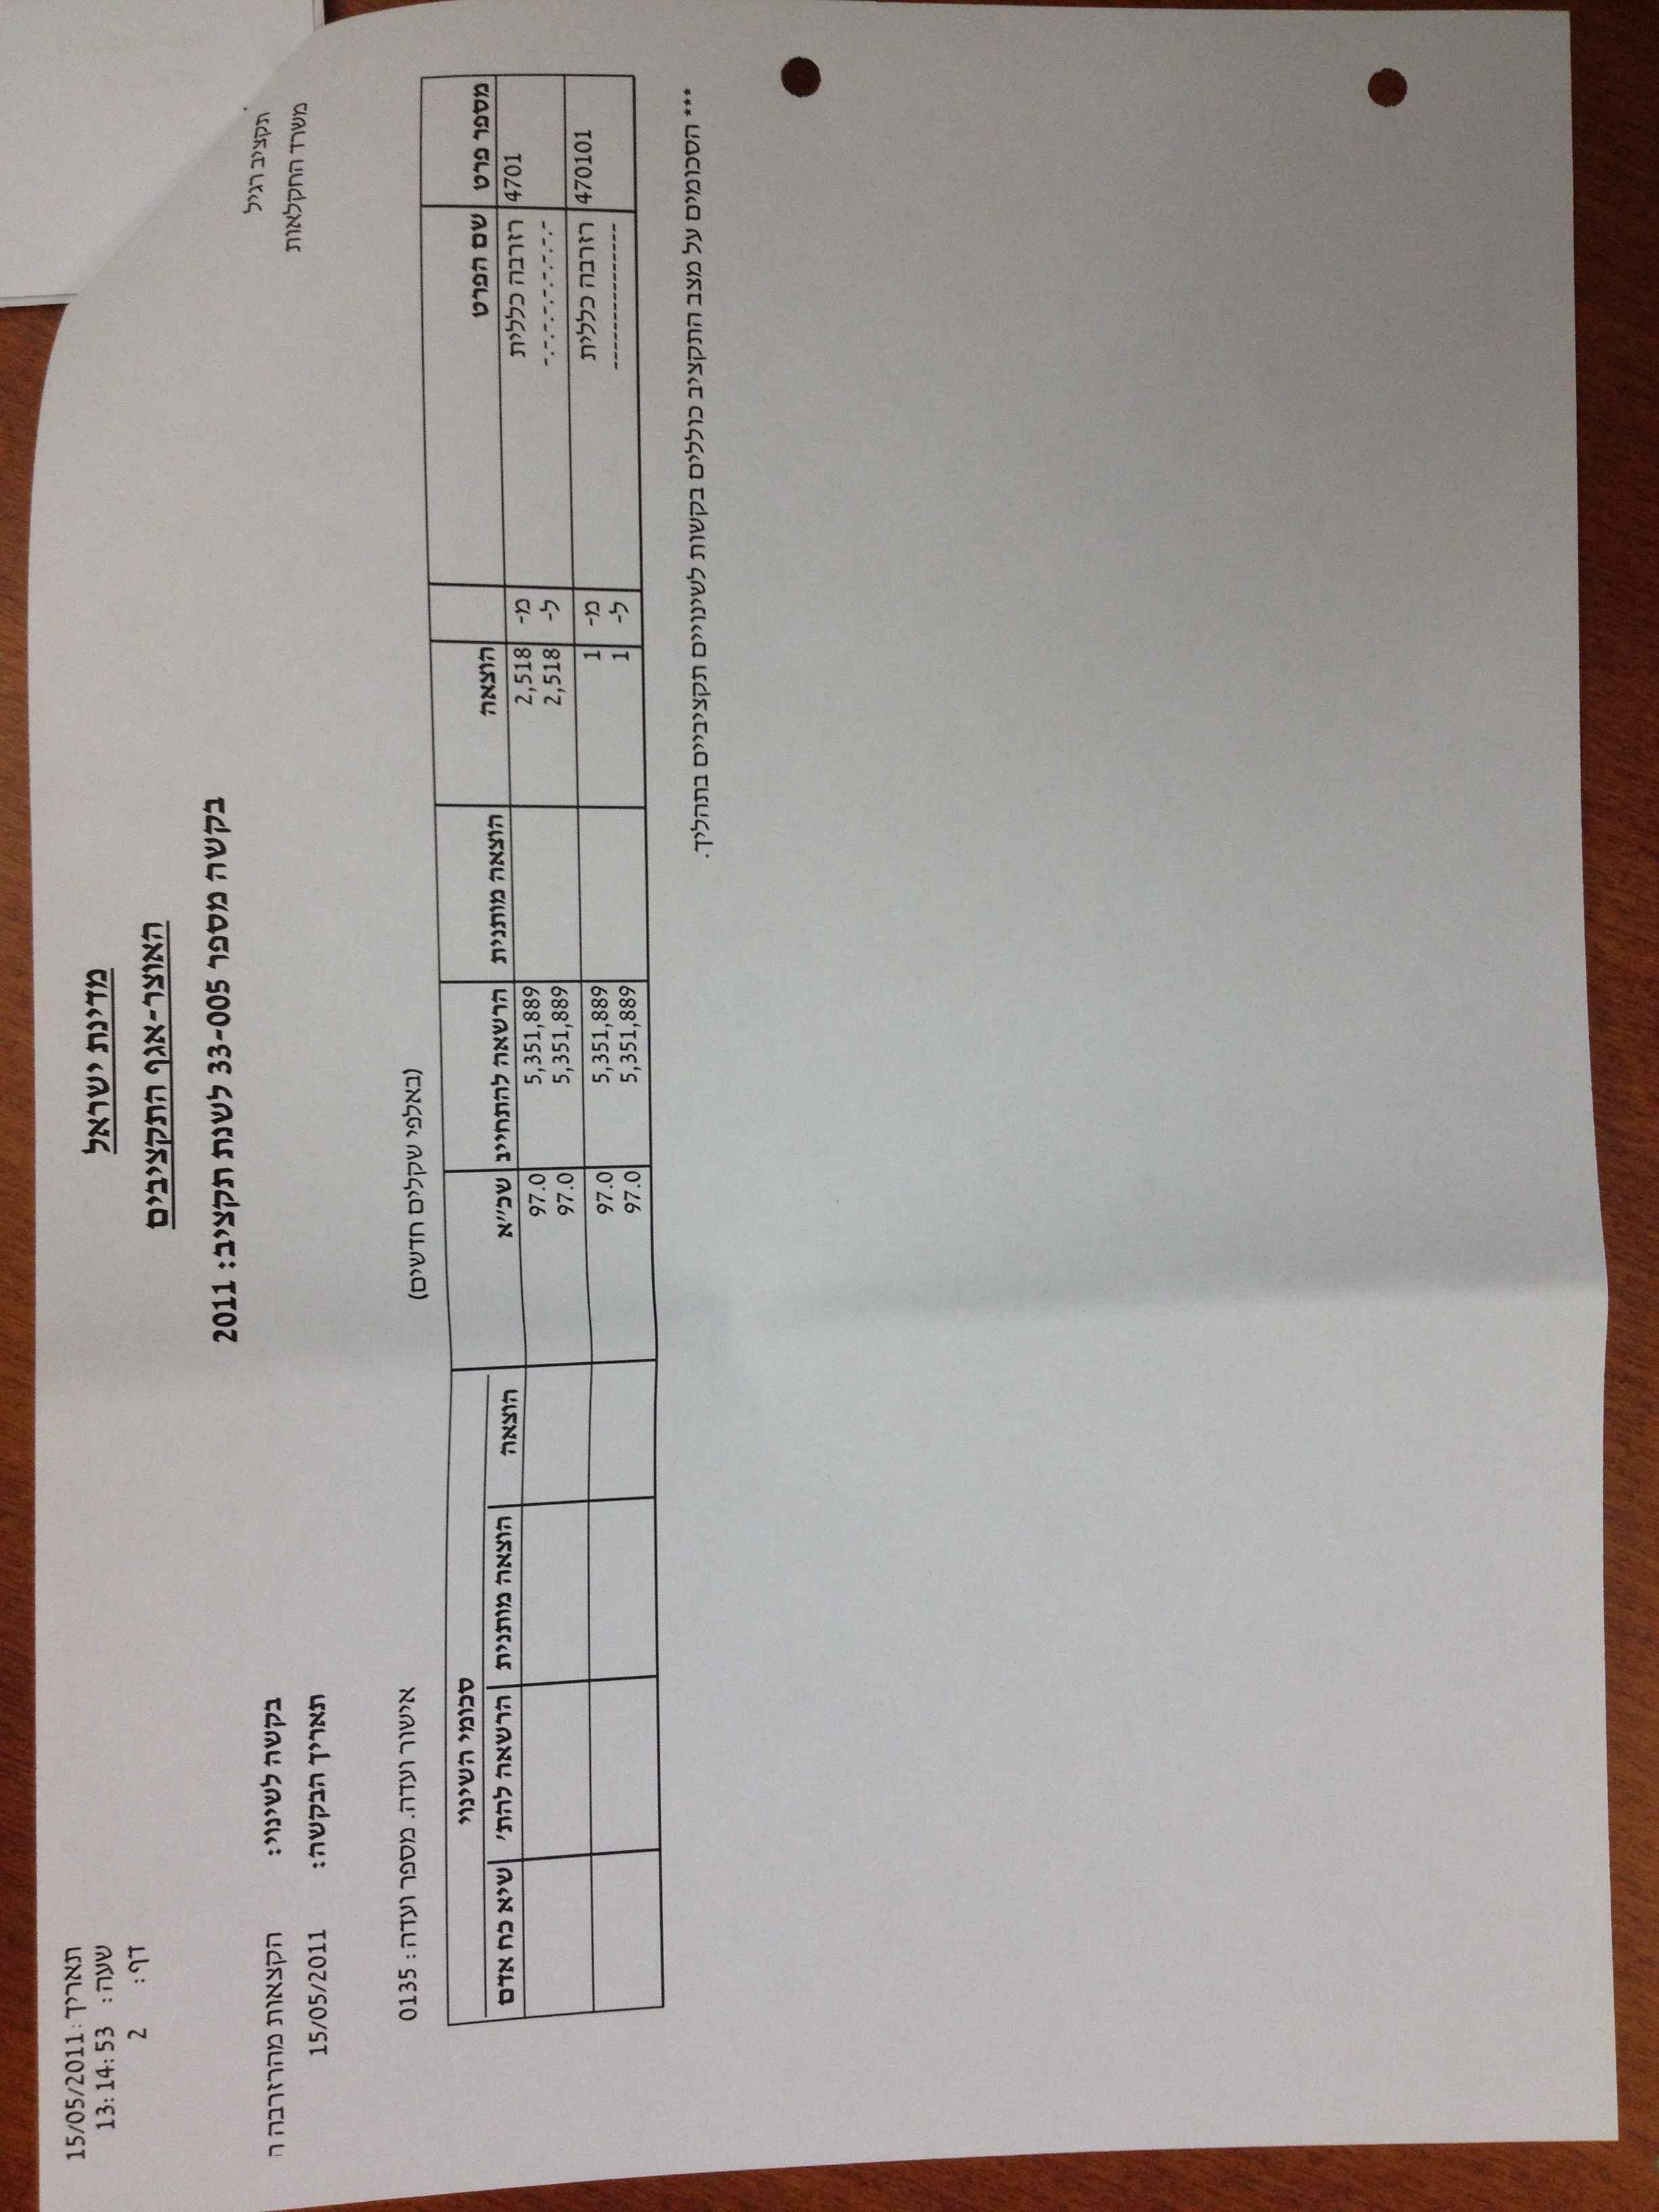 תאריך: 15/05/2011
שעה: 13:14:53
דף: 2
מדינת ישראל
האוצר-אגף התקציבים
בקשה מספר 33-005 לשנת תקציב: 2011
תקציב רגיל
בקשה לשינוי: הקצאות מהרזרבה ה
משרד החקלאות
תאריך הבקשה: 15/05/2011
(באלפי שקלים חדשים)
אישור ועדה. מספר ועדה: 0135
סכומי השינוי
מספר פרט שם הפרט הוצאה הוצאה מותנית הרשאה להתחייב שכ״א הוצאה הוצאה מותנית הרשאה להת׳ שיא כח אדם
4701 רזרבה כללית מ- 2,518 5,351,889 97.0
-.-.-.-.-.-.- ל- 2,518 5,351,889 97.0
470101 רזרבה כללית מ- 1 5,351,889 97.0
------------- ל- 1 5,351,889 97.0
*** הסכומים על מצב התקציב כוללים בקשות לשינויים תקציביים בתהליך.